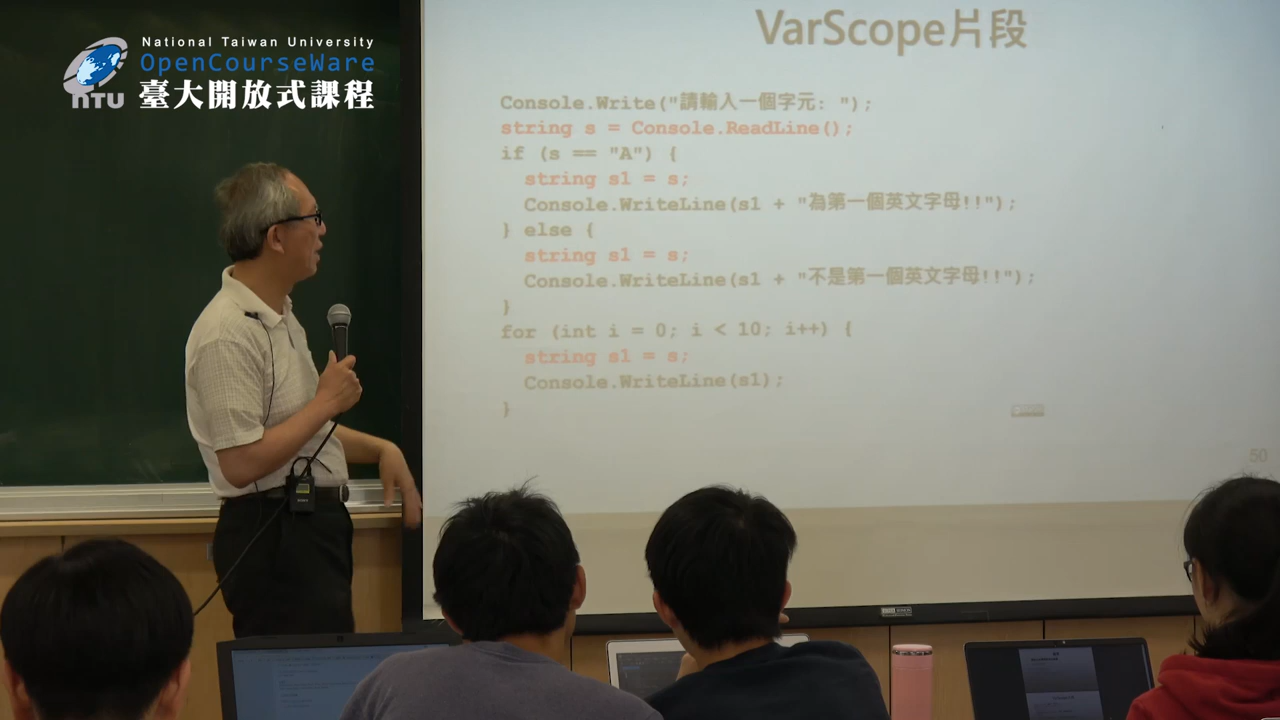 National Taiwan University
OpenCourseWare
NTU 臺大開放式課程
VarScope片段
Console.Write("請輸入一個字元: ");
string s = Console.ReadLine();
if (s == "A") {
string s1 = s;
Console.WriteLine(s1 + "為第一個英文字母!!");
} else {
string s1 = s;
Console.WriteLine(s1 + "不是第一個英文字母!!");
}
for (int i = 0; i < 10; i++) {
string s1 = s;
Console.WriteLine(s1);
}
50